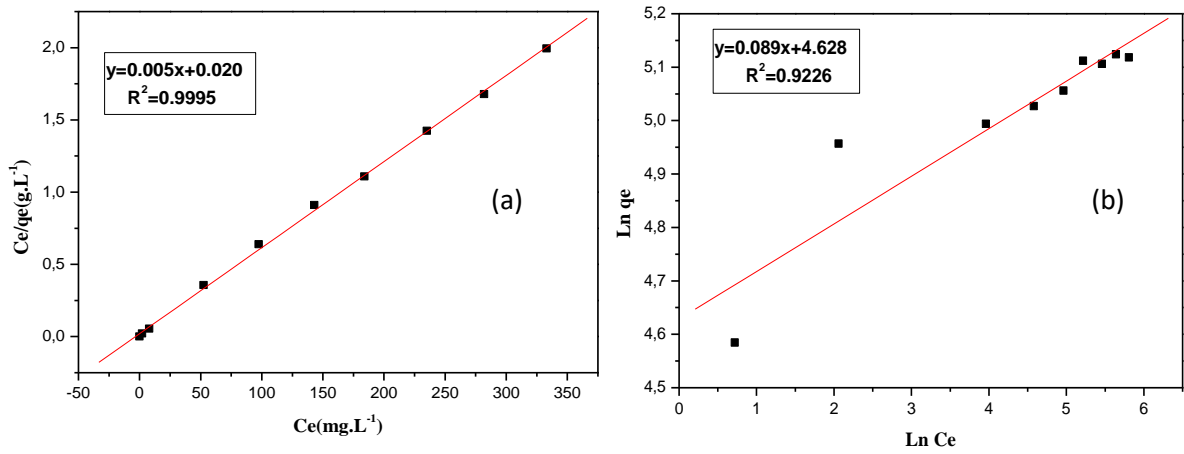 y=0.005x+0.020
R²=0.9995
(a)
Ce/qe(g.L⁻¹)
2,0
1,5
1,0
0,5
0,0
-50 0 50 100 150 200 250 300 350
Ce(mg.L⁻¹)
y=0.089x+4.628
R²=0.9226
(b)
Ln qe
5,2
5,1
5,0
4,9
4,8
4,7
4,6
4,5
0 1 2 3 4 5 6
Ln Ce